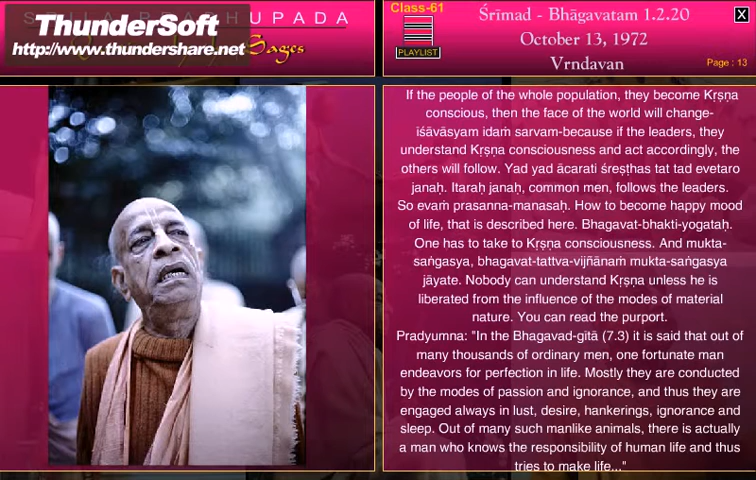 ThunderSoft
http://www.thundershare.net
UPADA
Sages
Class-61
PLAYLIST
Śrīmad - Bhāgavatam 1.2.20
October 13, 1972
Vrndavan
X
Page : 13
If the people of the whole population, they become Kṛṣṇa
conscious, then the face of the world will change-
iśāvāsyam idaṁ sarvam-because if the leaders, they
understand Kṛṣṇa consciousness and act accordingly, the
others will follow. Yad yad ācarati śreṣṭhas tat tad evetaro
janaḥ. Itaraḥ janaḥ, common men, follows the leaders.
So evaṁ prasanna-manasaḥ. How to become happy mood
of life, that is described here. Bhagavat-bhakti-yogataḥ.
One has to take to Kṛṣṇa consciousness. And mukta-
saṅgasya, bhagavat-tattva-vijñānaṁ mukta-saṅgasya
jāyate. Nobody can understand Kṛṣṇa unless he is
liberated from the influence of the modes of material
nature. You can read the purport.
Pradyumna: "In the Bhagavad-gītā (7.3) it is said that out of
many thousands of ordinary men, one fortunate man
endeavors for perfection in life. Mostly they are conducted
by the modes of passion and ignorance, and thus they are
engaged always in lust, desire, hankerings, ignorance and
sleep. Out of many such manlike animals, there is actually
a man who knows the responsibility of human life and thus
tries to make life..."